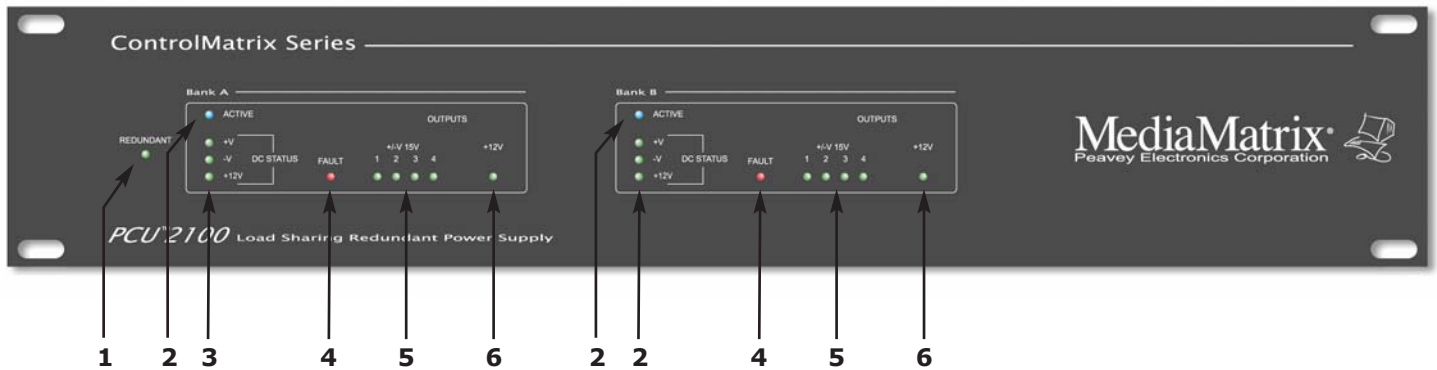 ControlMatrix Series
Bank A
ACTIVE
OUTPUTS
REDUNDANT
+V
-V
+12V
DC STATUS
FAULT
+/-V 15V
1 2 3 4
+12V
Bank B
ACTIVE
OUTPUTS
+V
-V
+12V
DC STATUS
FAULT
+/-V 15V
1 2 3 4
+12V
MediaMatrix®
Peavey Electronics Corporation
PCU™2100 Load Sharing Redundant Power Supply
1 2 3 4 5 6 2 2 4 5 6